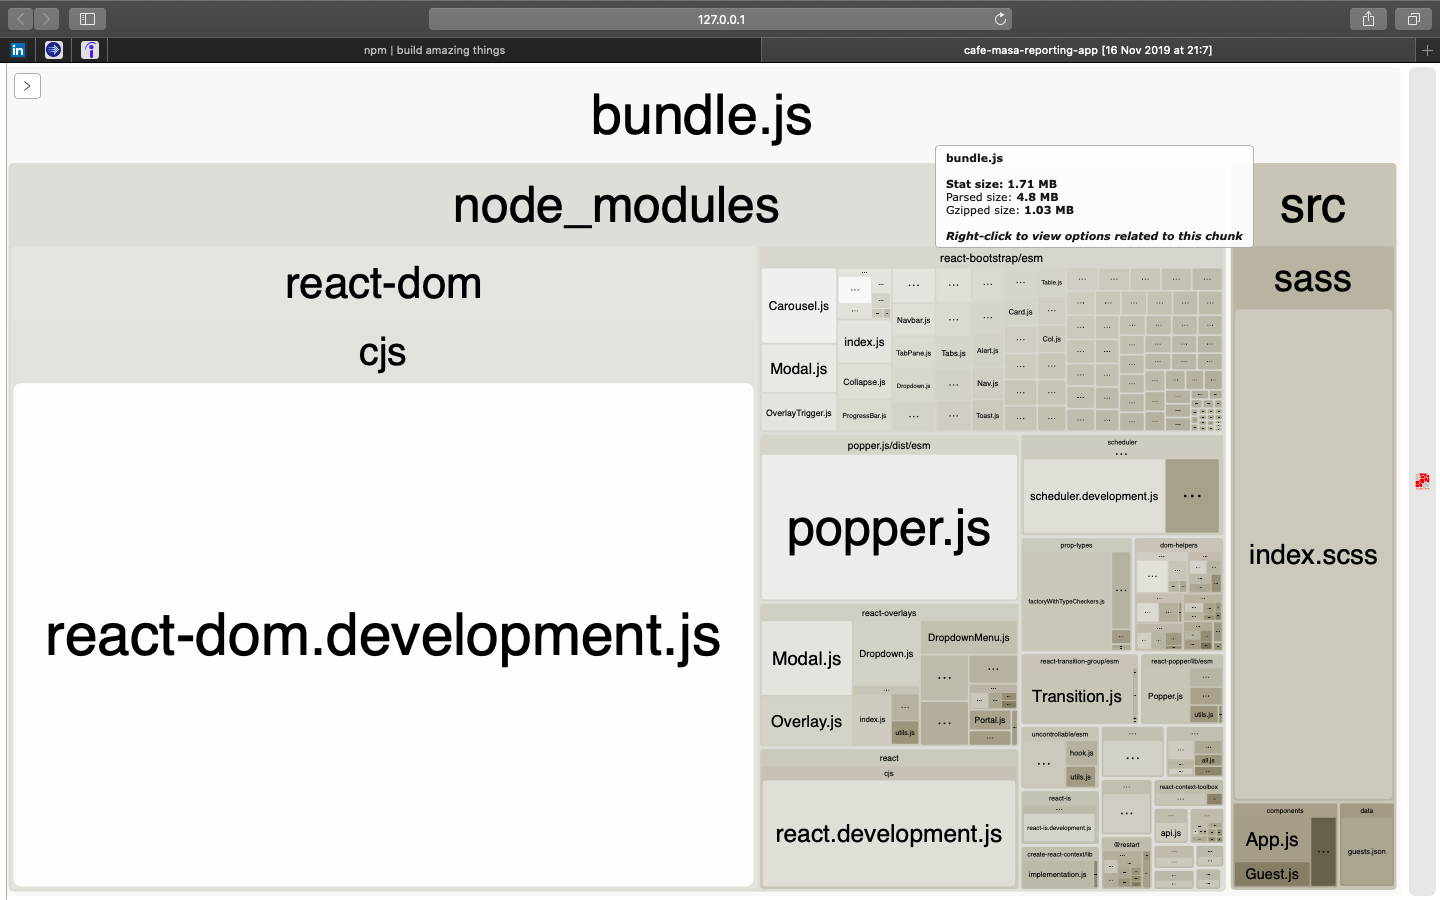 127.0.0.1
npm | build amazing things
cafe-masa-reporting-app [16 Nov 2019 at 21:7]
bundle.js
bundle.js
Stat size: 1.71 MB
Parsed size: 4.8 MB
Gzipped size: 1.03 MB
Right-click to view options related to this chunk
node_modules
src
react-dom
cjs
react-dom.development.js
react-bootstrap/esm
Carousel.js
Modal.js
OverlayTrigger.js
...
index.js
Collapse.js
ProgressBar.js
Navbar.js
TabPane.js
Dropdown.js
Tabs.js
Alert.js
Nav.js
Toast.js
Card.js
Table.js
Col.js
popper.js/dist/esm
popper.js
react-overlays
Modal.js
Overlay.js
Dropdown.js
index.js
utils.js
DropdownMenu.js
Portal.js
react
cjs
react.development.js
scheduler
...
scheduler.development.js
...
prop-types
factoryWithTypeCheckers.js
dom-helpers
react-transition-group/esm
Transition.js
react-popper/lib/esm
Popper.js
utils.js
uncontrollable/esm
hook.js
utils.js
all.js
react-is
react-is.development.js
react-context-toolbox
api.js
create-react-context/lib
implementation.js
@restart
sass
index.scss
components
App.js
Guest.js
...
data
guests.json